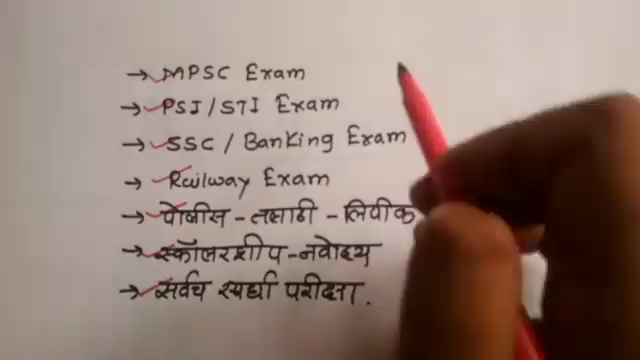 → MPSC Exam
→ PSI/STI Exam
→ SSC / Banking Exam
→ Railway Exam
→ पोलीस - तलाठी - लिपीक
→ स्कॉलरशीप - नवोदय
→ सर्वच स्पर्धा परीक्षा.